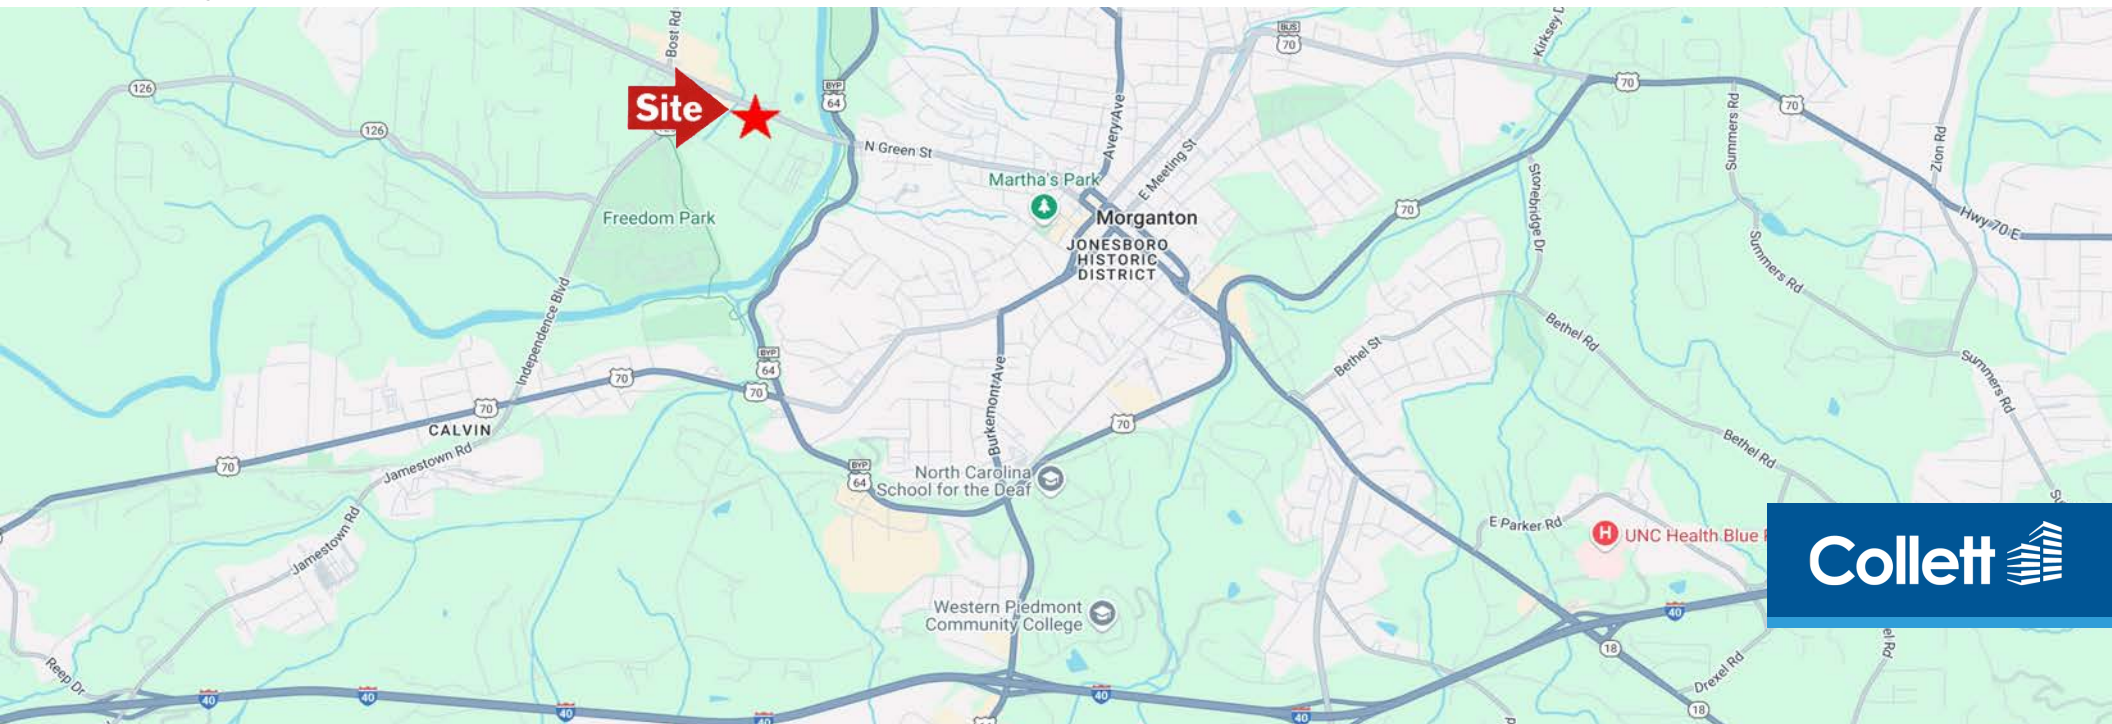 Bost Rd
BUS
70
Kirksey D
126
BYP
64
70
70
Site
126
N Green St
Avery Ave
E Meeting St
Summers Rd
Zion Rd
Martha's Park
Freedom Park
Morganton
JONESBORO
HISTORIC
DISTRICT
70
Stonebridge Dr
Hwy 70 E
Summers Rd
Independence Blvd
Bethel Rd
Bethel St
BYP
64
70
70
Burkemont Ave
Summers Rd
70
CALVIN
70
Bethel Rd
70
Jamestown Rd
BYP
64
North Carolina
School for the Deaf
Su
E Parker Rd
H
UNC Health Blue
Jamestown Rd
Collett
Western Piedmont
Community College
40
el Rd
18
Reep Dr
Drexel Rd
40
40
40
40
40
40
18